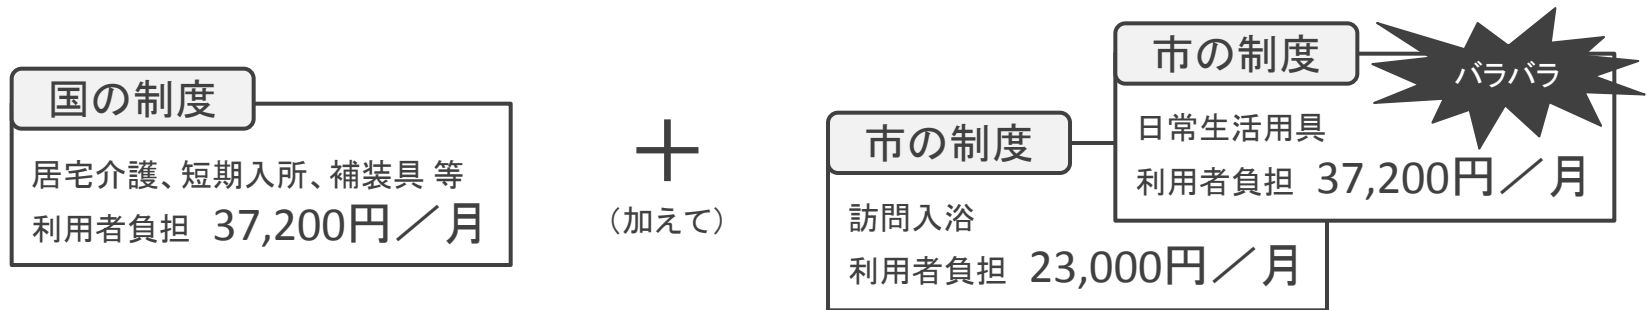 国の制度
居宅介護、短期入所、補装具 等
利用者負担 37,200円／月
＋
（加えて）
市の制度
訪問入浴
利用者負担 23,000円／月
市の制度
バラバラ
日常生活用具
利用者負担 37,200円／月